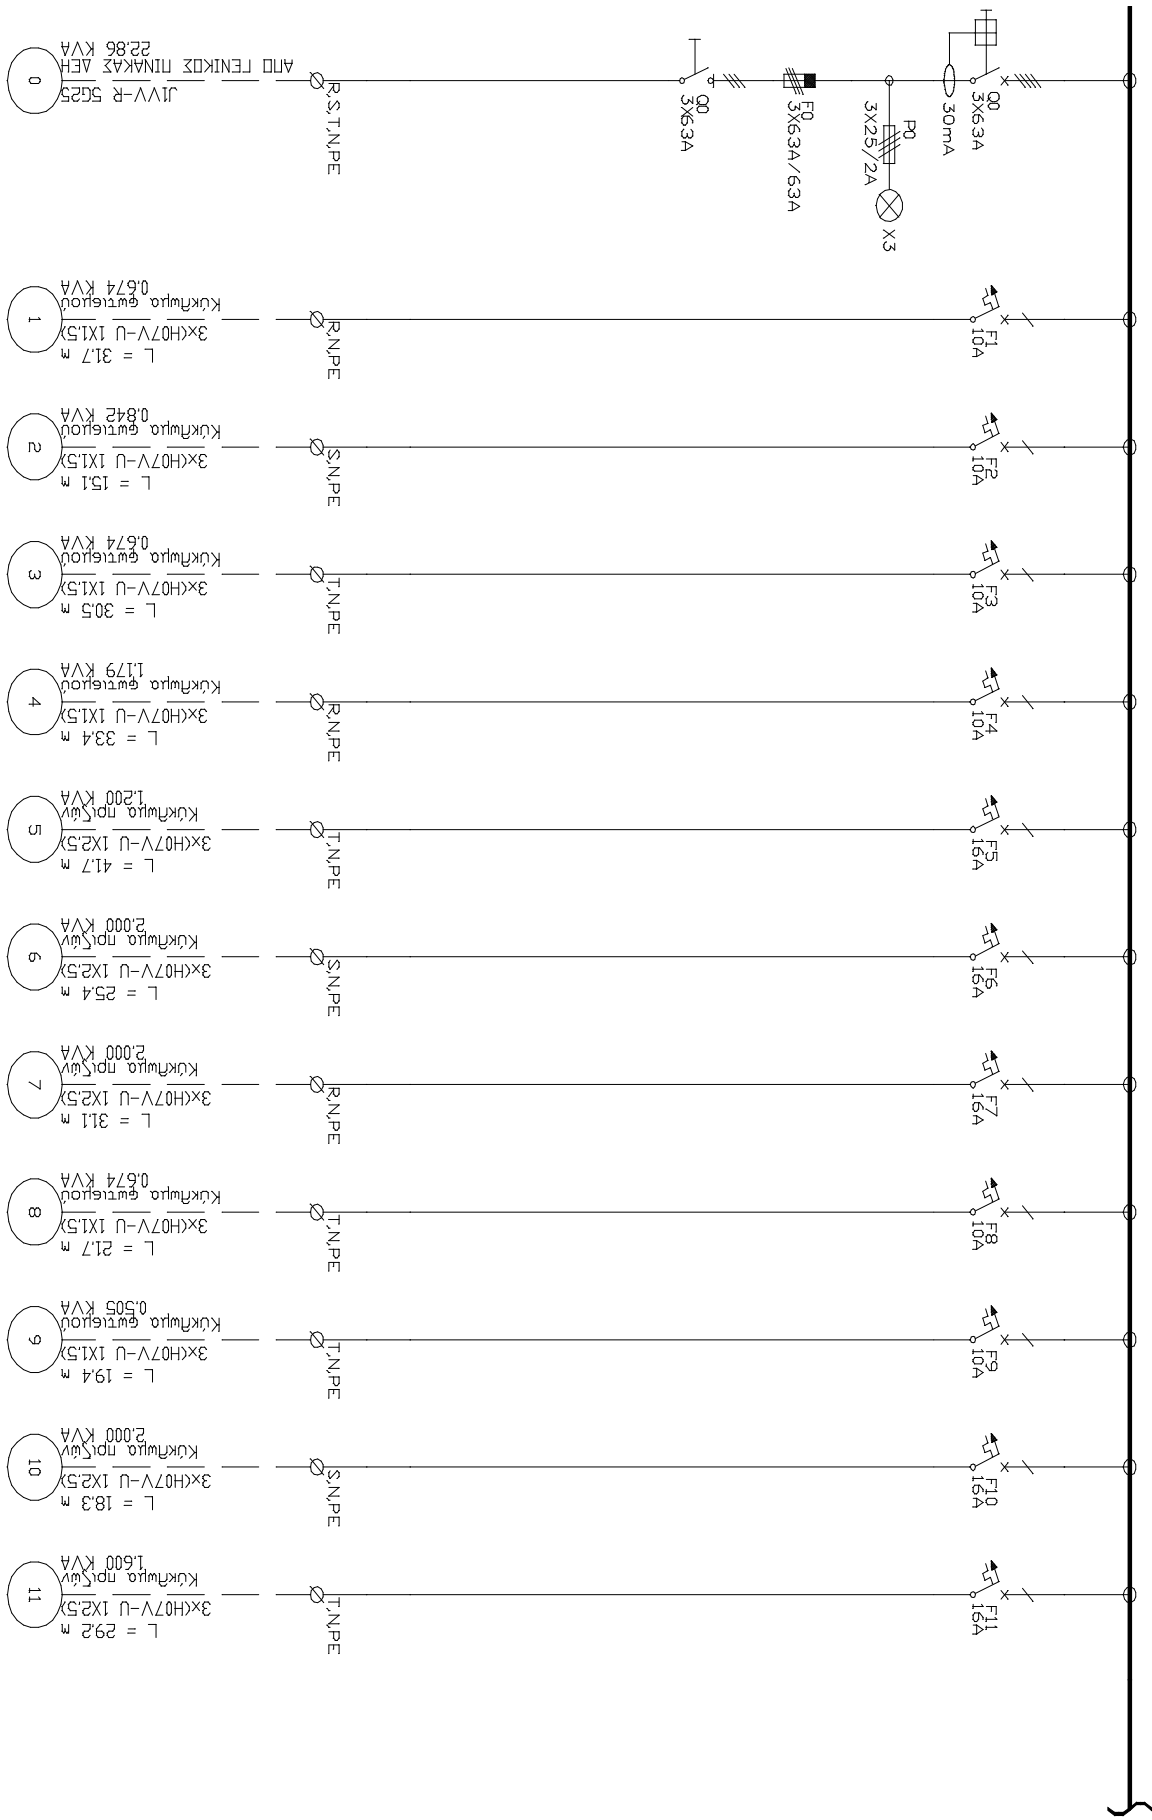 0
22.86 KVA
ΑΠΟ ΓΕΝΙΚΟΣ ΠΙΝΑΚΑΣ ΔΕΗ
J1VV-R 5G25
R,S,T,N,PE
Q0
3X63A
F0
3X63A/63A
P0
3X25/2A
X3
30mA
Q0
3X63A
1
0.674 KVA
Κύκλωμα φωτισμού
3x(H07V-U 1X1.5)
L = 31.7 m
R,N,PE
F1
10A
2
0.842 KVA
Κύκλωμα φωτισμού
3x(H07V-U 1X1.5)
L = 15.1 m
S,N,PE
F2
10A
3
0.674 KVA
Κύκλωμα φωτισμού
3x(H07V-U 1X1.5)
L = 30.5 m
T,N,PE
F3
10A
4
1.179 KVA
Κύκλωμα φωτισμού
3x(H07V-U 1X1.5)
L = 33.4 m
R,N,PE
F4
10A
5
1.200 KVA
Κύκλωμα πριζών
3x(H07V-U 1X2.5)
L = 41.7 m
T,N,PE
F5
16A
6
2.000 KVA
Κύκλωμα πριζών
3x(H07V-U 1X2.5)
L = 25.4 m
S,N,PE
F6
16A
7
2.000 KVA
Κύκλωμα πριζών
3x(H07V-U 1X2.5)
L = 31.1 m
R,N,PE
F7
16A
8
0.674 KVA
Κύκλωμα φωτισμού
3x(H07V-U 1X1.5)
L = 21.7 m
T,N,PE
F8
10A
9
0.505 KVA
Κύκλωμα φωτισμού
3x(H07V-U 1X1.5)
L = 19.4 m
T,N,PE
F9
10A
10
2.000 KVA
Κύκλωμα πριζών
3x(H07V-U 1X2.5)
L = 18.3 m
S,N,PE
F10
16A
11
1.600 KVA
Κύκλωμα πριζών
3x(H07V-U 1X2.5)
L = 29.2 m
T,N,PE
F11
16A